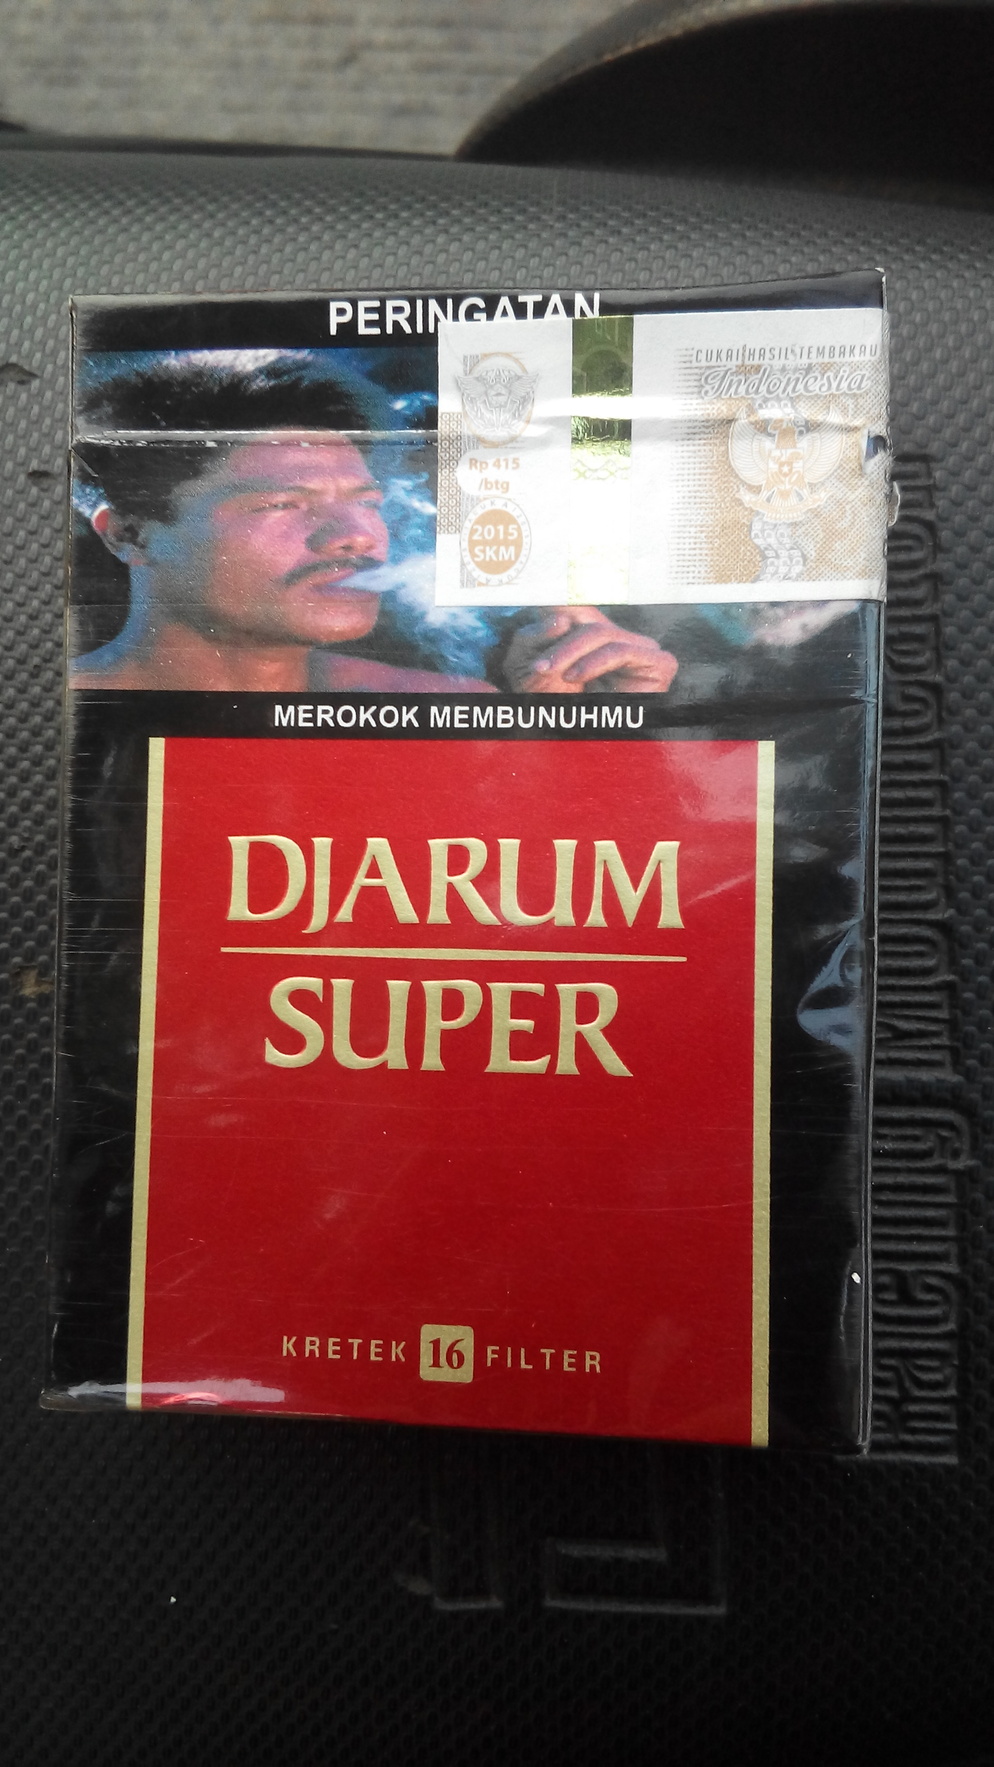 PERINGATAN
CUKAI HASIL TEMBAKAU
Indonesia
Rp 415
/btg
2015
SKM
MEROKOK MEMBUNUHMU
DJARUM
SUPER
KRETEK 16 FILTER